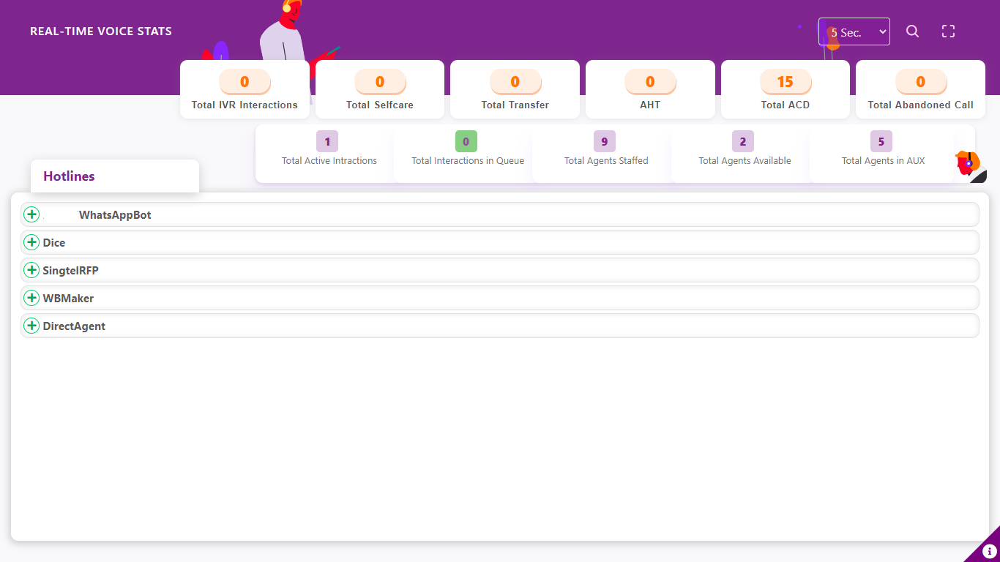 REAL-TIME VOICE STATS
5 Sec.
0
Total IVR Interactions
0
Total Selfcare
0
Total Transfer
0
AHT
15
Total ACD
0
Total Abandoned Call
1
Total Active Intractions
0
Total Interactions in Queue
9
Total Agents Staffed
2
Total Agents Available
5
Total Agents in AUX
Hotlines
WhatsAppBot
Dice
SingtelRFP
WBMaker
DirectAgent